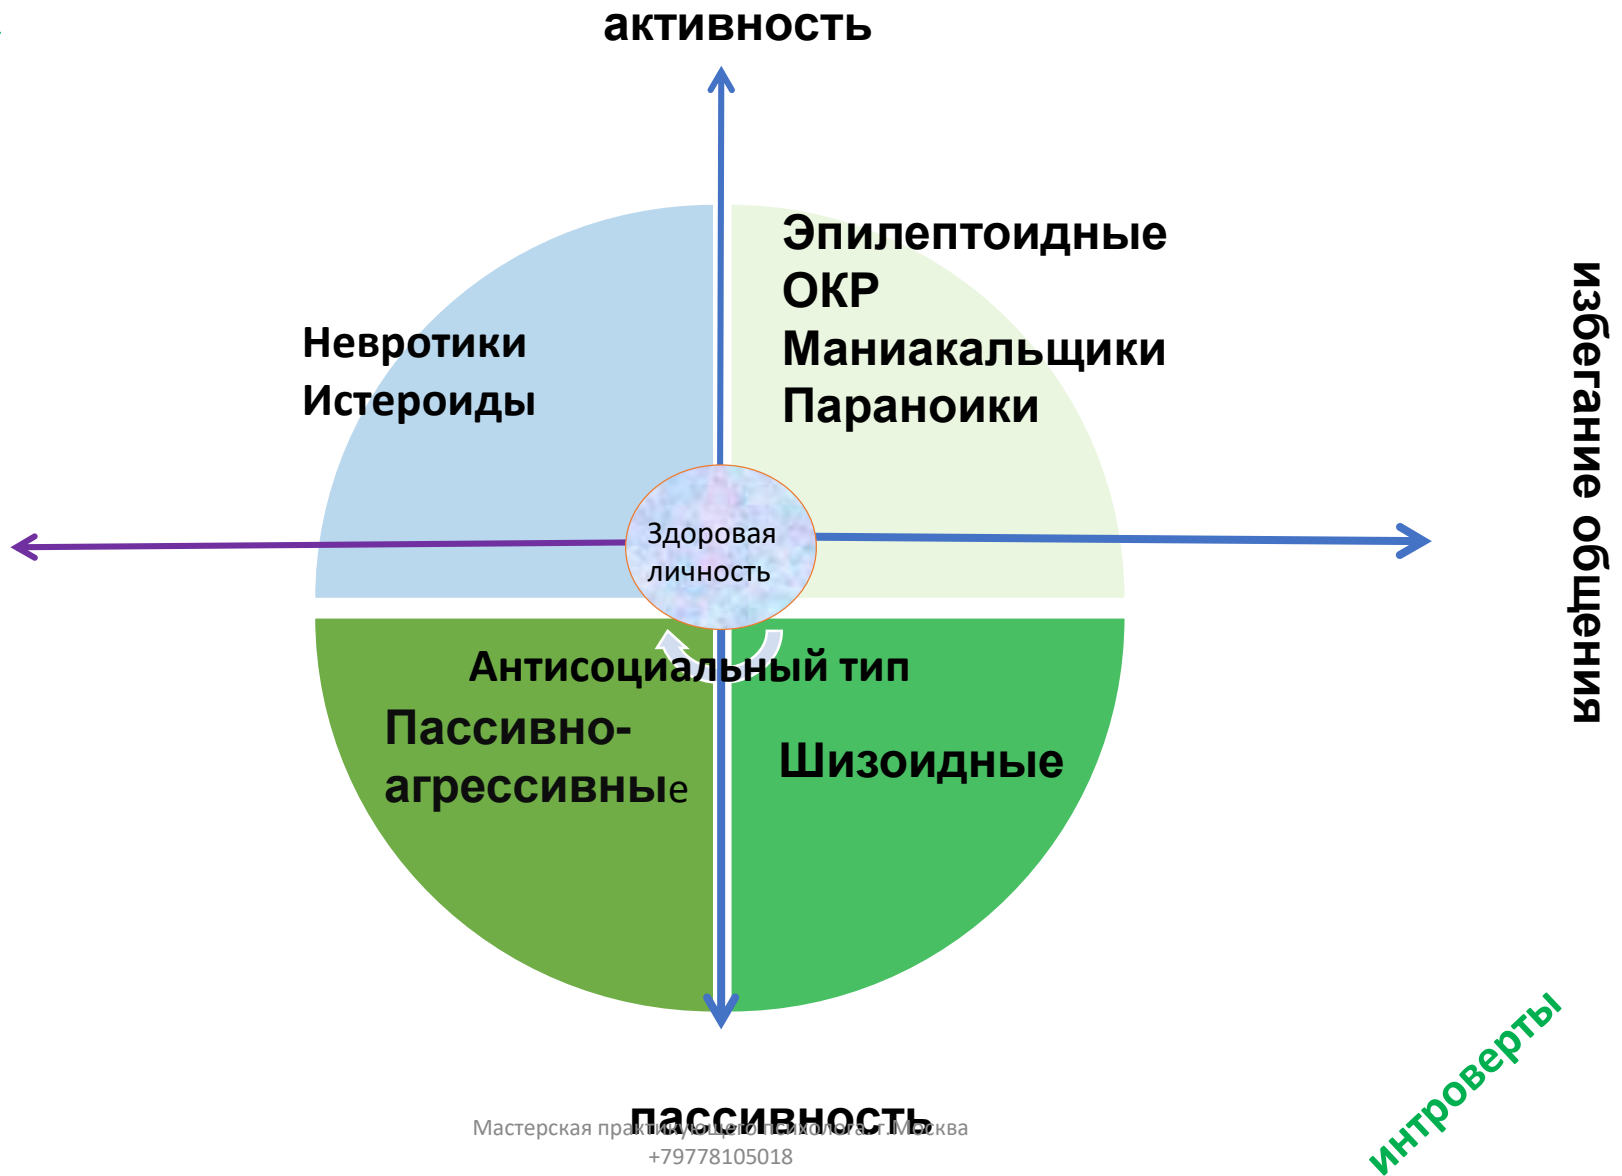 активность
Эпилептоидные
ОКР
Маниакальщики
Параноики
Невротики
Истероиды
избегание общения
Здоровая
личность
Антисоциальный тип
Пассивно-
агрессивные
Шизоидные
интроверты
пассивность
Мастерская практикующего психолога. г.Москва
+79778105018